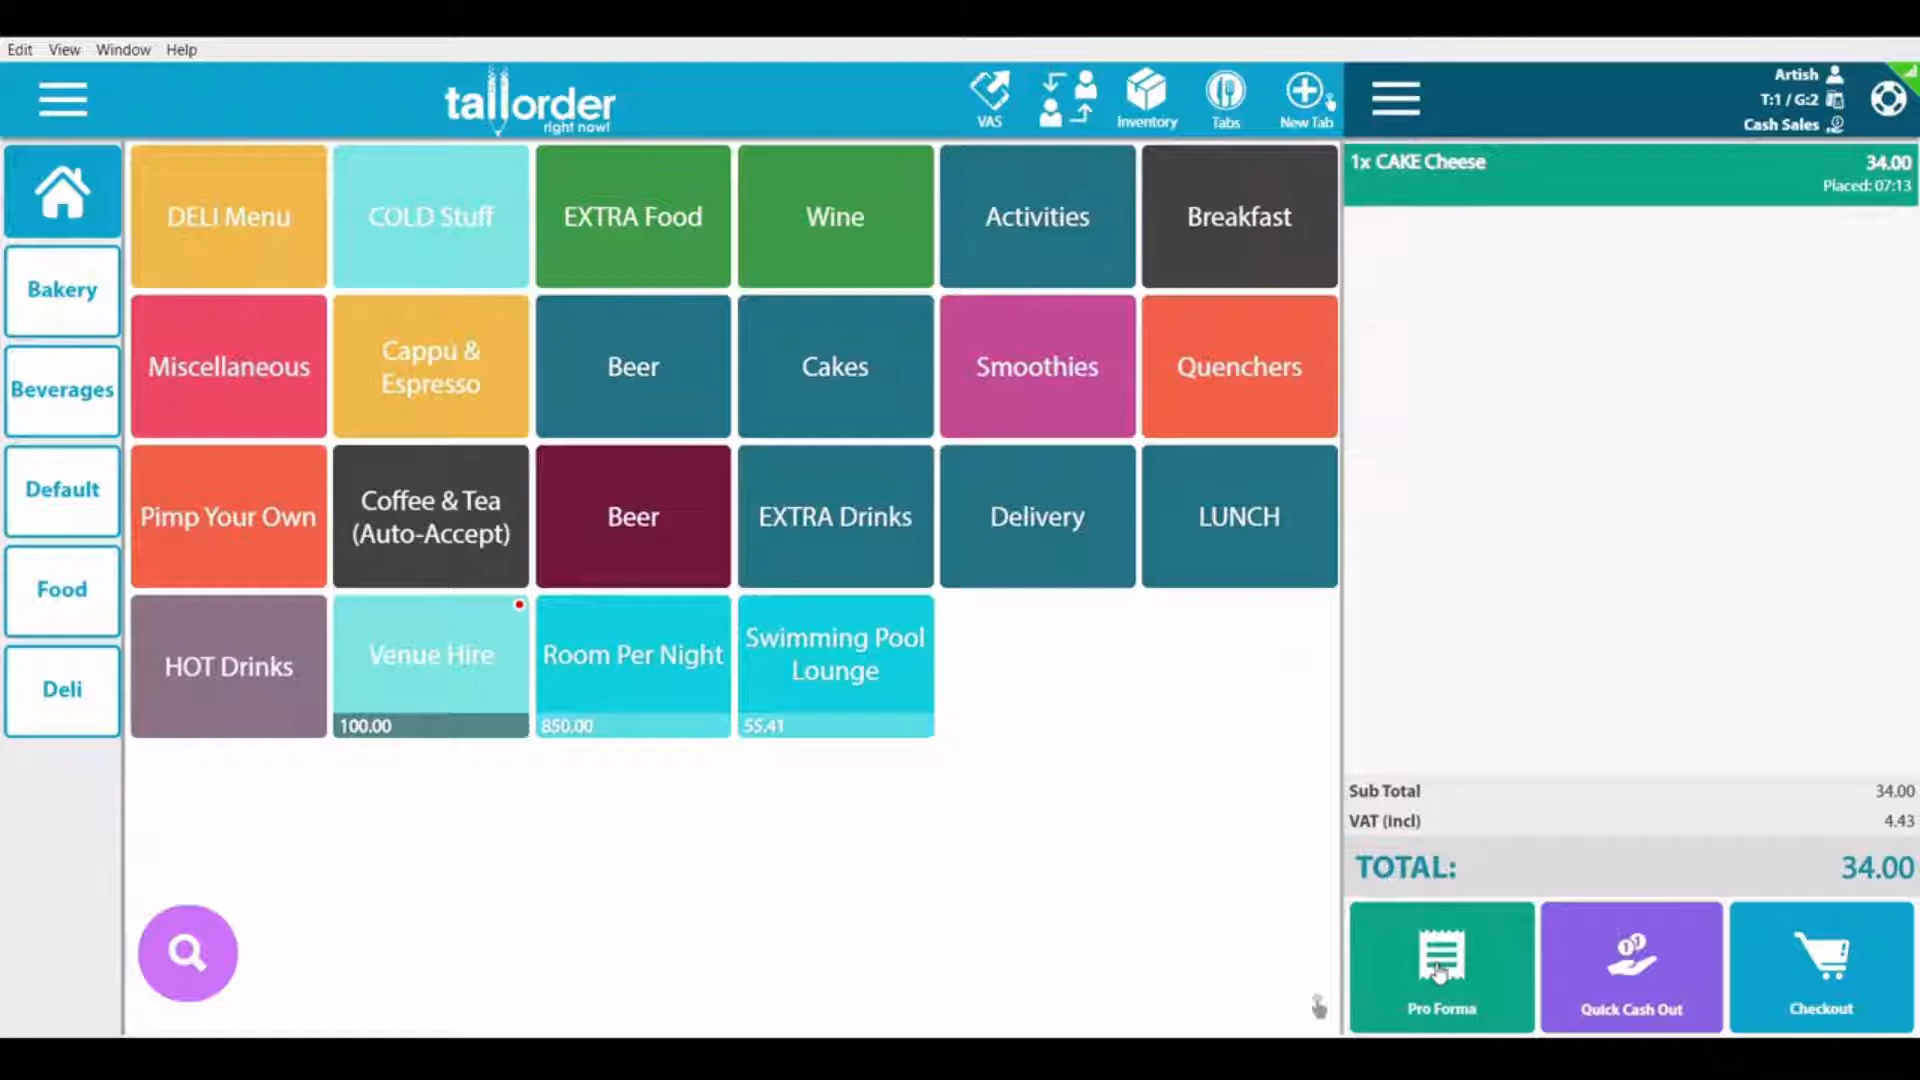 Edit View Window Help
tallorder
right now!
VAS
Inventory
Tabs
New Tab
Artish
T:1 / G:2
Cash Sales
Bakery
Beverages
Default
Food
Deli
DELI Menu
COLD Stuff
EXTRA Food
Wine
Activities
Breakfast
Miscellaneous
Cappu &
Espresso
Beer
Cakes
Smoothies
Quenchers
Pimp Your Own
Coffee & Tea
(Auto-Accept)
Beer
EXTRA Drinks
Delivery
LUNCH
HOT Drinks
Venue Hire
100.00
Room Per Night
850.00
Swimming Pool
Lounge
55.41
1x CAKE Cheese 34.00
Placed: 07:13
Sub Total 34.00
VAT (incl) 4.43
TOTAL: 34.00
Pro Forma
Quick Cash Out
Checkout